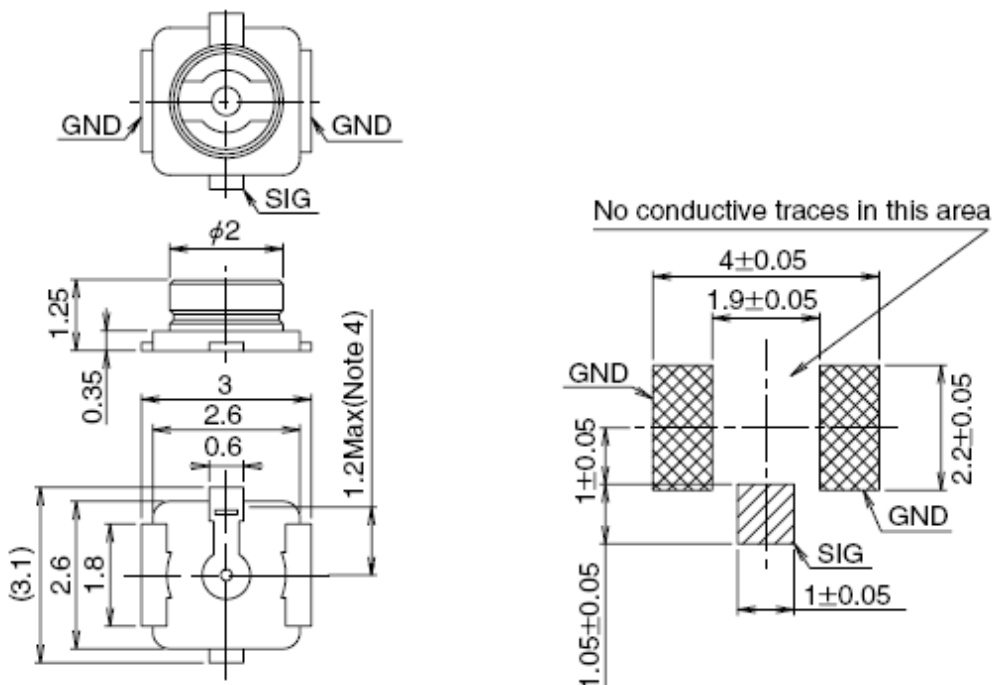 GND
GND
SIG
ϕ2
1.25
0.35
3
2.6
0.6
1.2Max(Note 4)
(3.1)
2.6
1.8
No conductive traces in this area
4±0.05
1.9±0.05
GND
1±0.05
2.2±0.05
GND
SIG
1±0.05
1.05±0.05